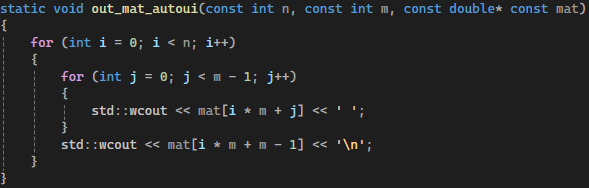 static void out_mat_autoui(const int n, const int m, const double* const mat)
{
    for (int i = 0; i < n; i++)
    {
        for (int j = 0; j < m - 1; j++)
        {
            std::wcout << mat[i * m + j] << ' ';
        }
        std::wcout << mat[i * m + m - 1] << '\n';
    }
}